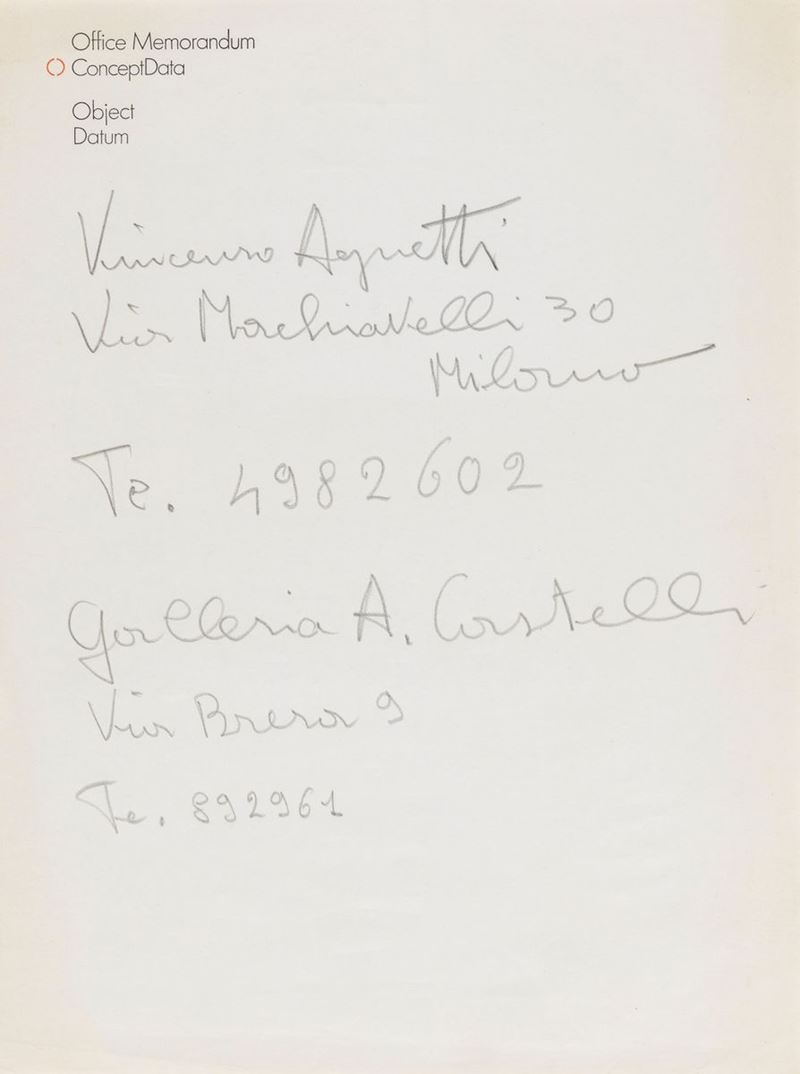 Office Memorandum
ConceptData
Object
Datum
Vincenzo Agnetti
Via Machiavelli 30
Milano
Te. 4982602
Galleria A. Castelli
Via Brera 9
Te. 892961